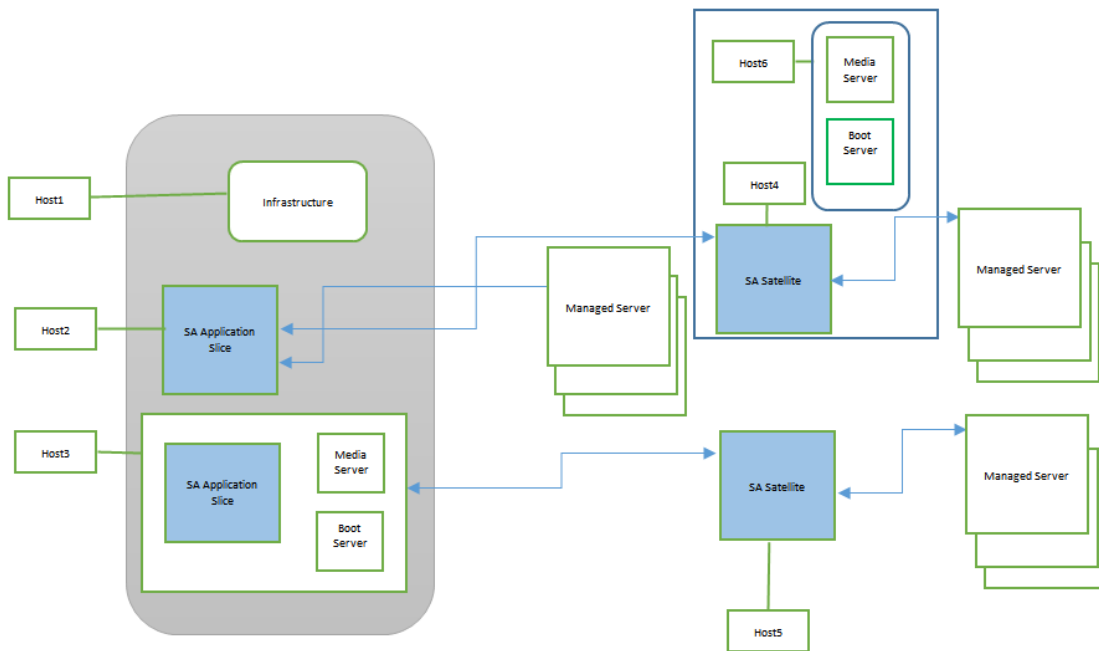 Host6
Media
Server
Boot
Server
Host4
Host1
Infrastructure
SA Satellite
Managed Server
Managed Server
Host2
SA Application
Slice
Host3
Media
Server
SA Application
Slice
Boot
Server
SA Satellite
Managed Server
Host5